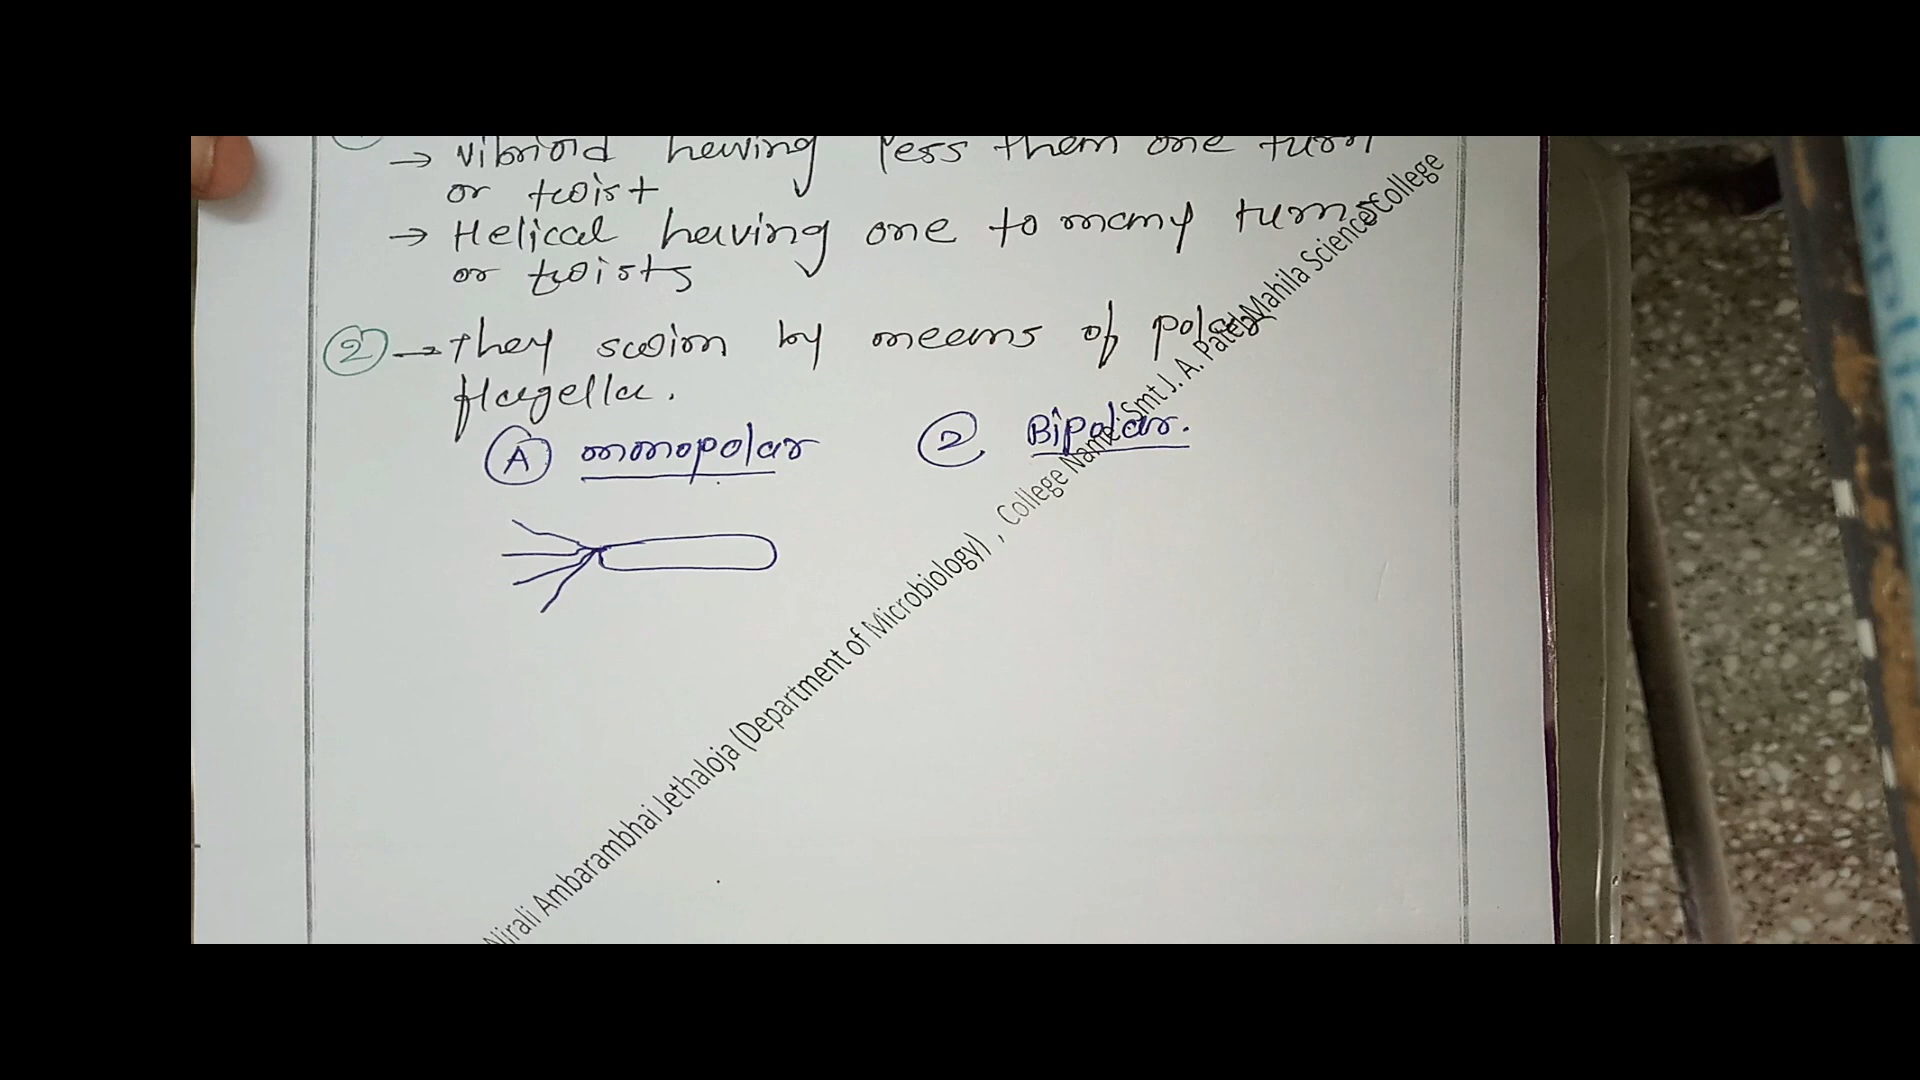 → vibrioid having less than one turn
or twist
→ Helical having one to many turns
or twists
② → they swim by means of polar
flagella.
Ⓐ monopolar ② Bipolar.
Nirali Ambarambhai Jethaloja (Department of Microbiology) , College Name: Smt J. A. Patel Mahila Science College